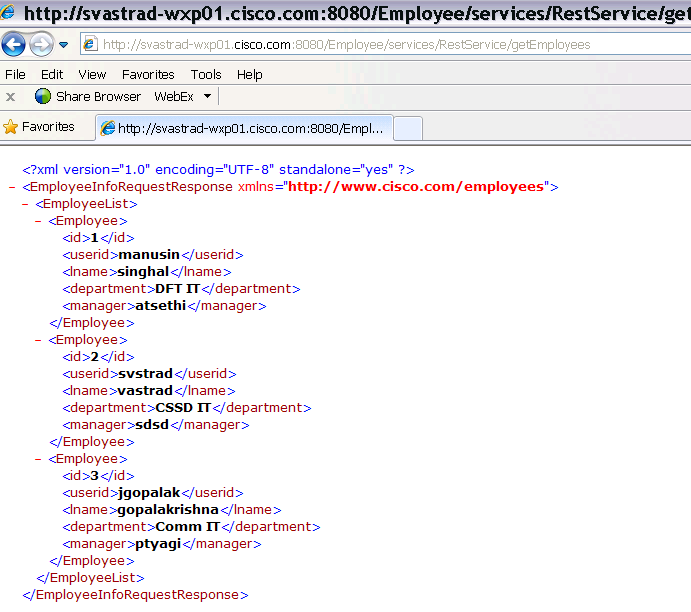 http://svastrad-wxp01.cisco.com:8080/Employee/services/RestService/get
http://svastrad-wxp01.cisco.com:8080/Employee/services/RestService/getEmployees
File Edit View Favorites Tools Help
x Share Browser WebEx
Favorites http://svastrad-wxp01.cisco.com:8080/Empl...
<?xml version="1.0" encoding="UTF-8" standalone="yes" ?>
- <EmployeeInfoRequestResponse xmlns="http://www.cisco.com/employees">
- <EmployeeList>
- <Employee>
<id>1</id>
<userid>manusin</userid>
<lname>singhal</lname>
<department>DFT IT</department>
<manager>atsethi</manager>
</Employee>
- <Employee>
<id>2</id>
<userid>svstrad</userid>
<lname>vastrad</lname>
<department>CSSD IT</department>
<manager>sdsd</manager>
</Employee>
- <Employee>
<id>3</id>
<userid>jgopalak</userid>
<lname>gopalakrishna</lname>
<department>Comm IT</department>
<manager>ptyagi</manager>
</Employee>
</EmployeeList>
</EmployeeInfoRequestResponse>